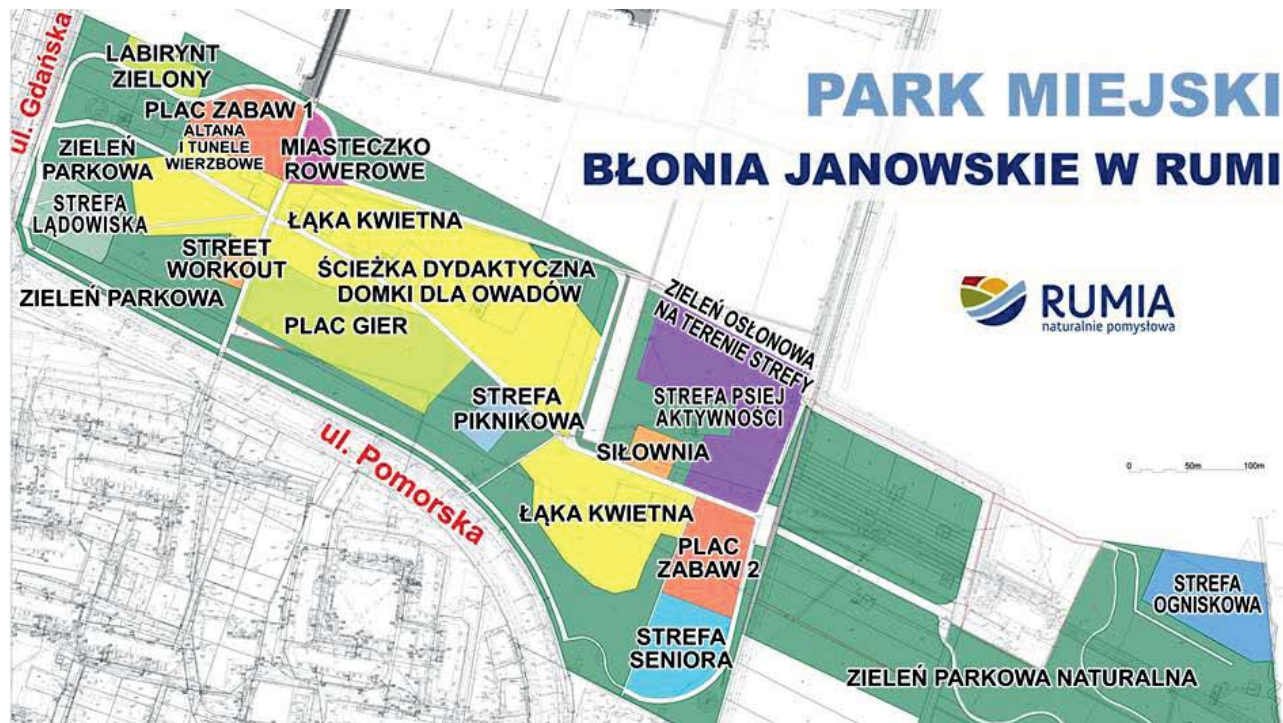 PARK MIEJSKI
BŁONIA JANOWSKIE W RUMI
RUMIA
naturalnie pomysłowa
ul. Gdańska
LABIRYNT
ZIELONY
PLAC ZABAW 1
ALTANA
I TUNELE
WIERZBOWE
MIASTECZKO
ROWEROWE
ZIELEŃ
PARKOWA
STREFA
LĄDOWISKA
ŁĄKA KWIETNA
STREET
WORKOUT
ŚCIEŻKA DYDAKTYCZNA
DOMKI DLA OWADÓW
ZIELEŃ PARKOWA
PLAC GIER
ZIELEŃ OSŁONOWA
NA TERENIE STREFY
STREFA
PIKNIKOWA
STREFA PSIEJ
AKTYWNOŚCI
ul. Pomorska
SIŁOWNIA
0 50m 100m
ŁĄKA KWIETNA
PLAC
ZABAW 2
STREFA
OGNISKOWA
STREFA
SENIORA
ZIELEŃ PARKOWA NATURALNA